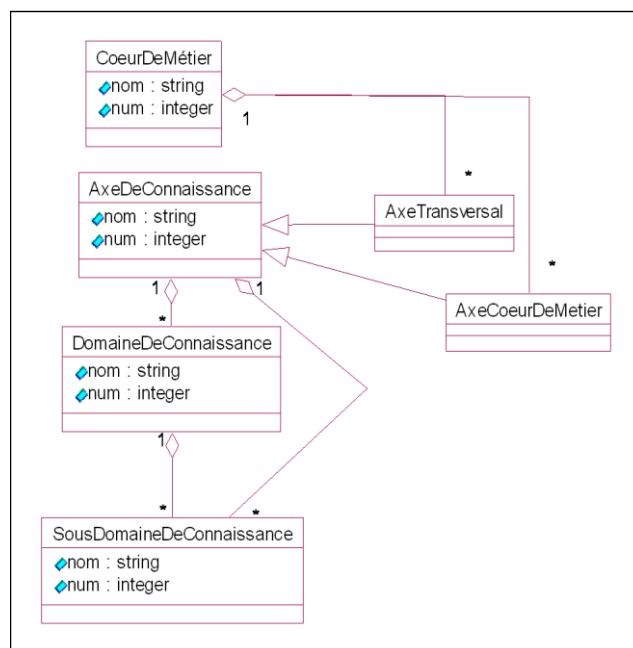 CoeurDeMétier
nom : string
num : integer
1
*
AxeDeConnaissance
nom : string
num : integer
AxeTransversal
*
1
1
AxeCoeurDeMetier
*
DomaineDeConnaissance
nom : string
num : integer
1
*
*
SousDomaineDeConnaissance
nom : string
num : integer